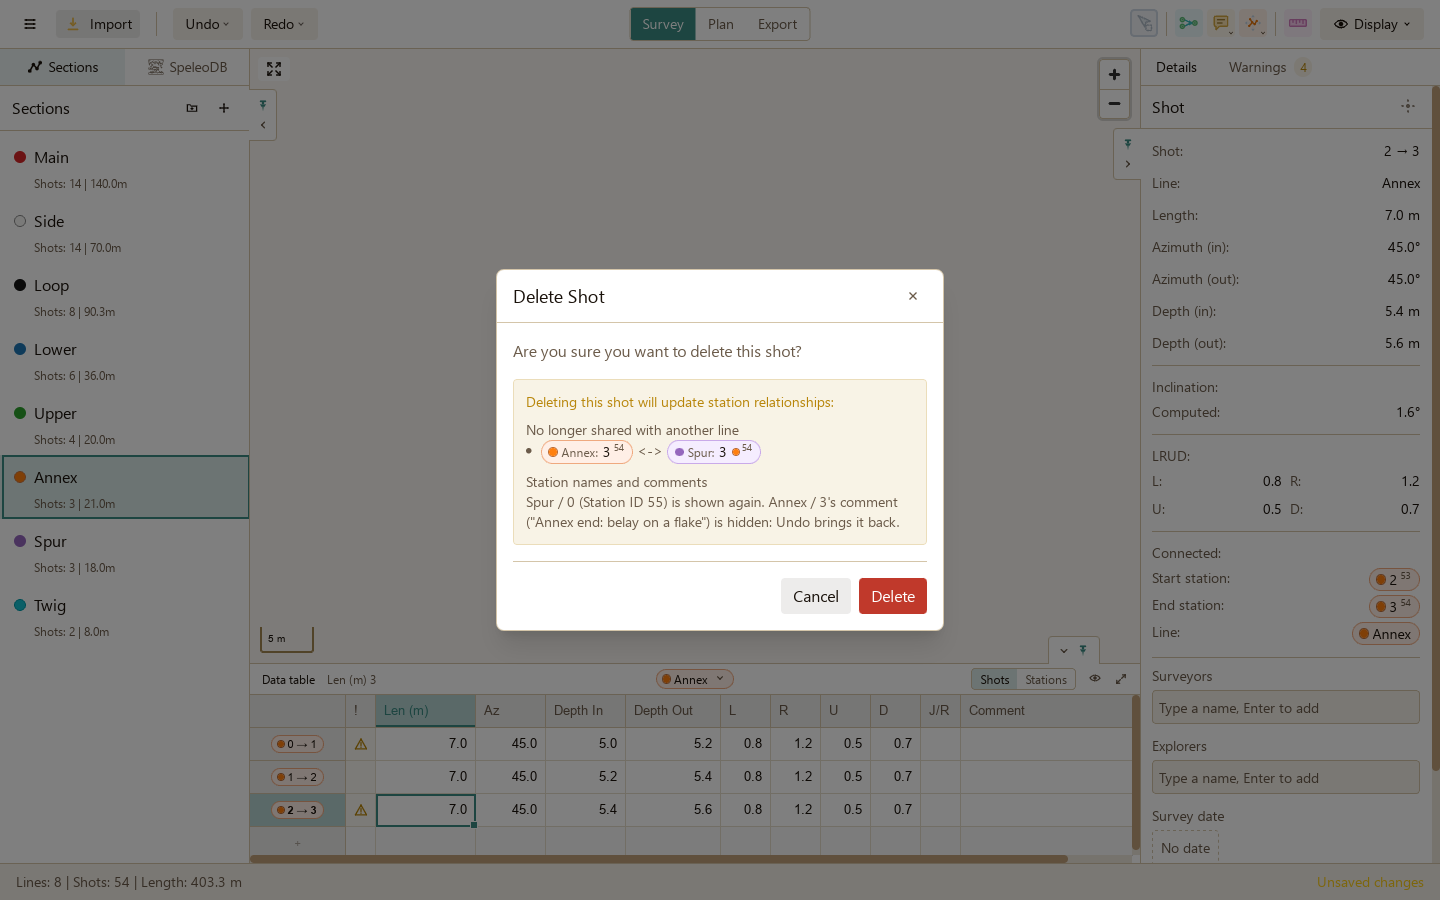 Import
Undo
Redo
Survey
Plan
Export
Display
Sections
SpeleoDB
Details
Warnings 4
Sections
Main
Shots: 14 | 140.0m
Side
Shots: 14 | 70.0m
Loop
Shots: 8 | 90.3m
Lower
Shots: 6 | 36.0m
Upper
Shots: 4 | 20.0m
Annex
Shots: 3 | 21.0m
Spur
Shots: 3 | 18.0m
Twig
Shots: 2 | 8.0m
Delete Shot
×
Are you sure you want to delete this shot?
Deleting this shot will update station relationships:
No longer shared with another line
• Annex: 3 54 <-> Spur: 3 54
Station names and comments
Spur / 0 (Station ID 55) is shown again. Annex / 3's comment
("Annex end: belay on a flake") is hidden: Undo brings it back.
Cancel
Delete
5 m
Data table Len (m) 3
Annex
Shots
Stations
! Len (m) Az Depth In Depth Out L R U D J/R Comment
0 → 1 7.0 45.0 5.0 5.2 0.8 1.2 0.5 0.7
1 → 2 7.0 45.0 5.2 5.4 0.8 1.2 0.5 0.7
2 → 3 7.0 45.0 5.4 5.6 0.8 1.2 0.5 0.7
+
Shot
Shot: 2 → 3
Line: Annex
Length: 7.0 m
Azimuth (in): 45.0°
Azimuth (out): 45.0°
Depth (in): 5.4 m
Depth (out): 5.6 m
Inclination:
Computed: 1.6°
LRUD:
L: 0.8 R: 1.2
U: 0.5 D: 0.7
Connected:
Start station: 2 53
End station: 3 54
Line: Annex
Surveyors
Type a name, Enter to add
Explorers
Type a name, Enter to add
Survey date
No date
Lines: 8 | Shots: 54 | Length: 403.3 m
Unsaved changes